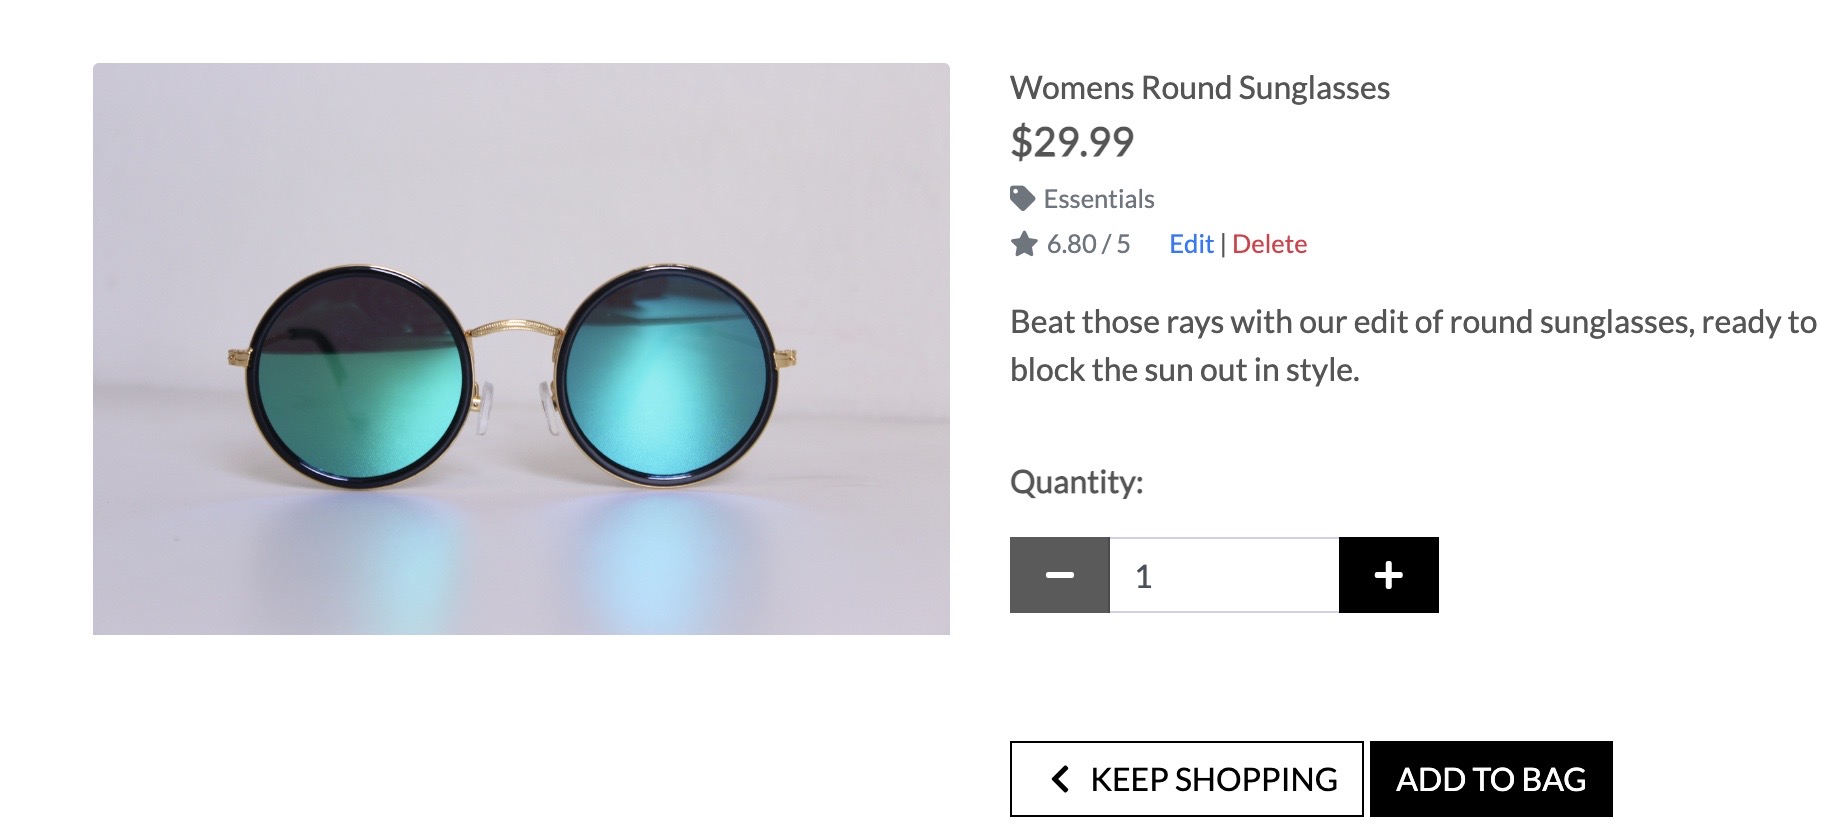 Womens Round Sunglasses
$29.99
Essentials
6.80 / 5 Edit | Delete
Beat those rays with our edit of round sunglasses, ready to
block the sun out in style.
Quantity:
1
KEEP SHOPPING ADD TO BAG